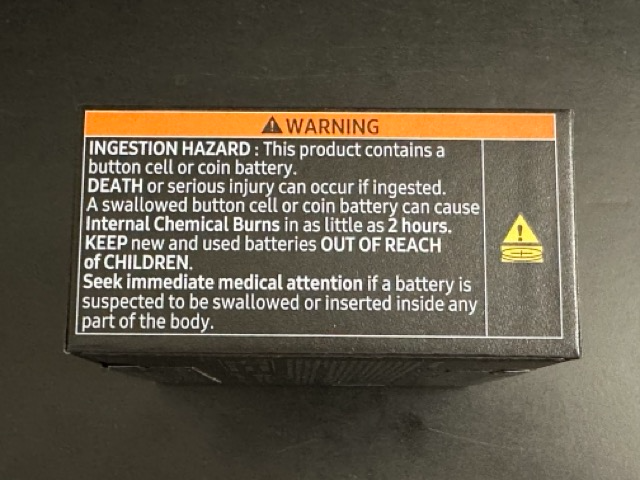 ⚠ WARNING
INGESTION HAZARD : This product contains a
button cell or coin battery.
DEATH or serious injury can occur if ingested.
A swallowed button cell or coin battery can cause
Internal Chemical Burns in as little as 2 hours.
KEEP new and used batteries OUT OF REACH
of CHILDREN.
Seek immediate medical attention if a battery is
suspected to be swallowed or inserted inside any
part of the body.